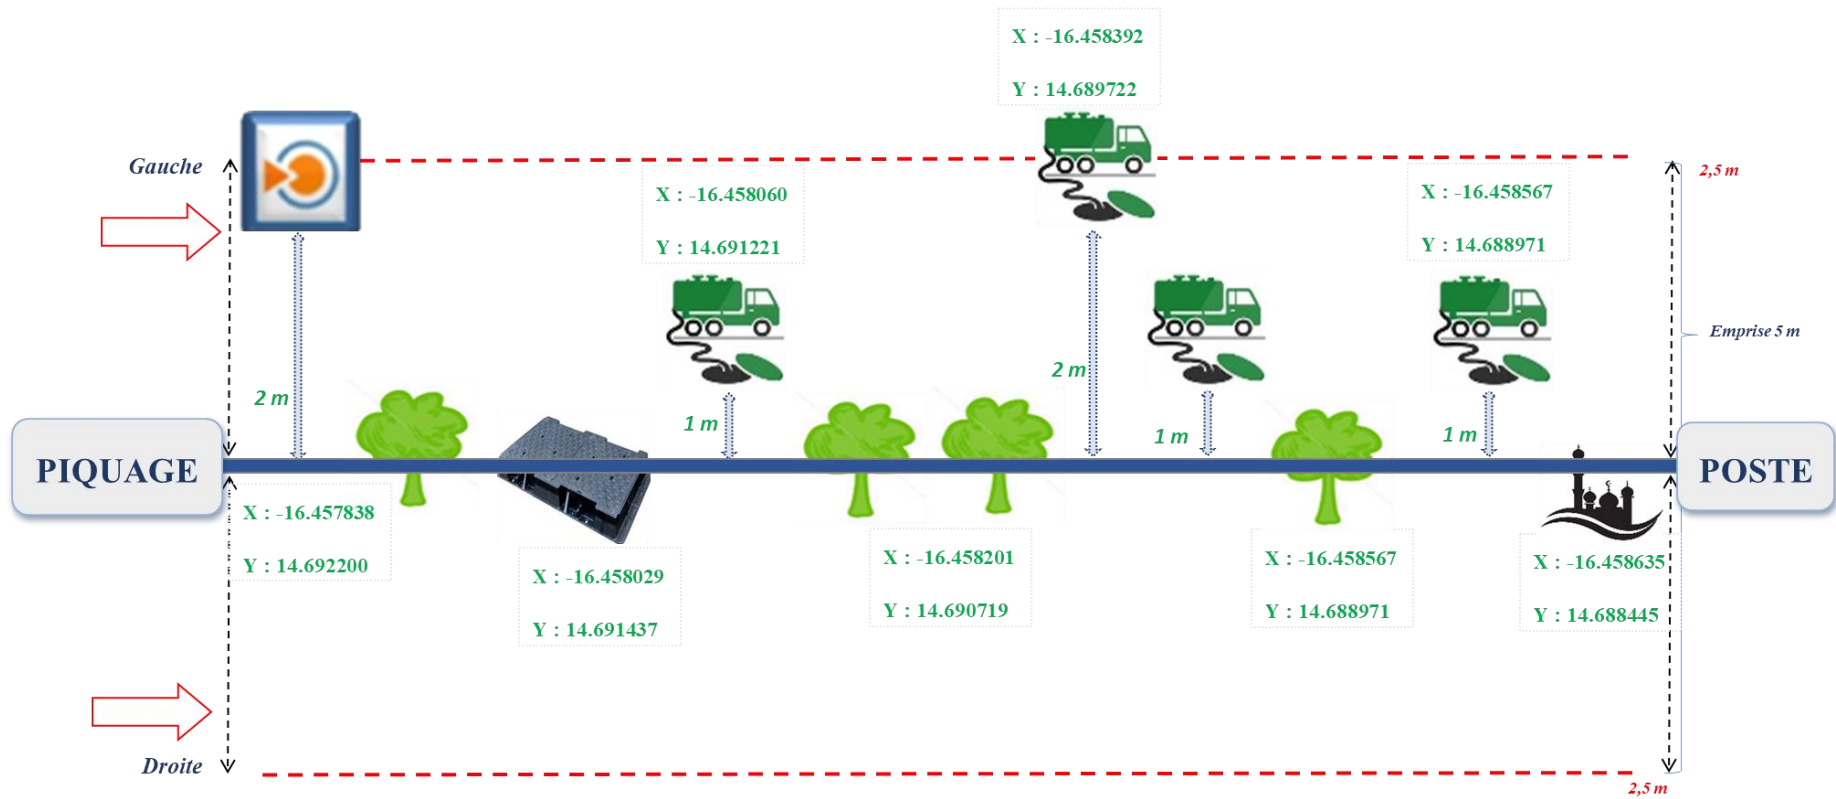 X : -16.458392
Y : 14.689722
Gauche
2,5 m
X : -16.458060
Y : 14.691221
X : -16.458567
Y : 14.688971
Emprise 5 m
2 m
1 m
2 m
1 m
1 m
PIQUAGE
POSTE
X : -16.457838
Y : 14.692200
X : -16.458029
Y : 14.691437
X : -16.458201
Y : 14.690719
X : -16.458567
Y : 14.688971
X : -16.458635
Y : 14.688445
Droite
2,5 m